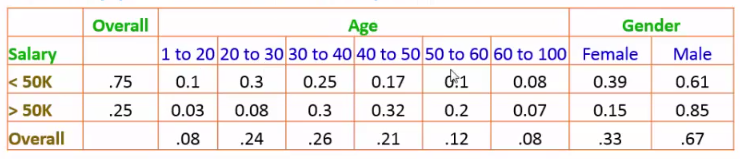 Overall Age Gender
Salary 1 to 20 20 to 30 30 to 40 40 to 50 50 to 60 60 to 100 Female Male
< 50K .75 0.1 0.3 0.25 0.17 0.1 0.08 0.39 0.61
> 50K .25 0.03 0.08 0.3 0.32 0.2 0.07 0.15 0.85
Overall .08 .24 .26 .21 .12 .08 .33 .67